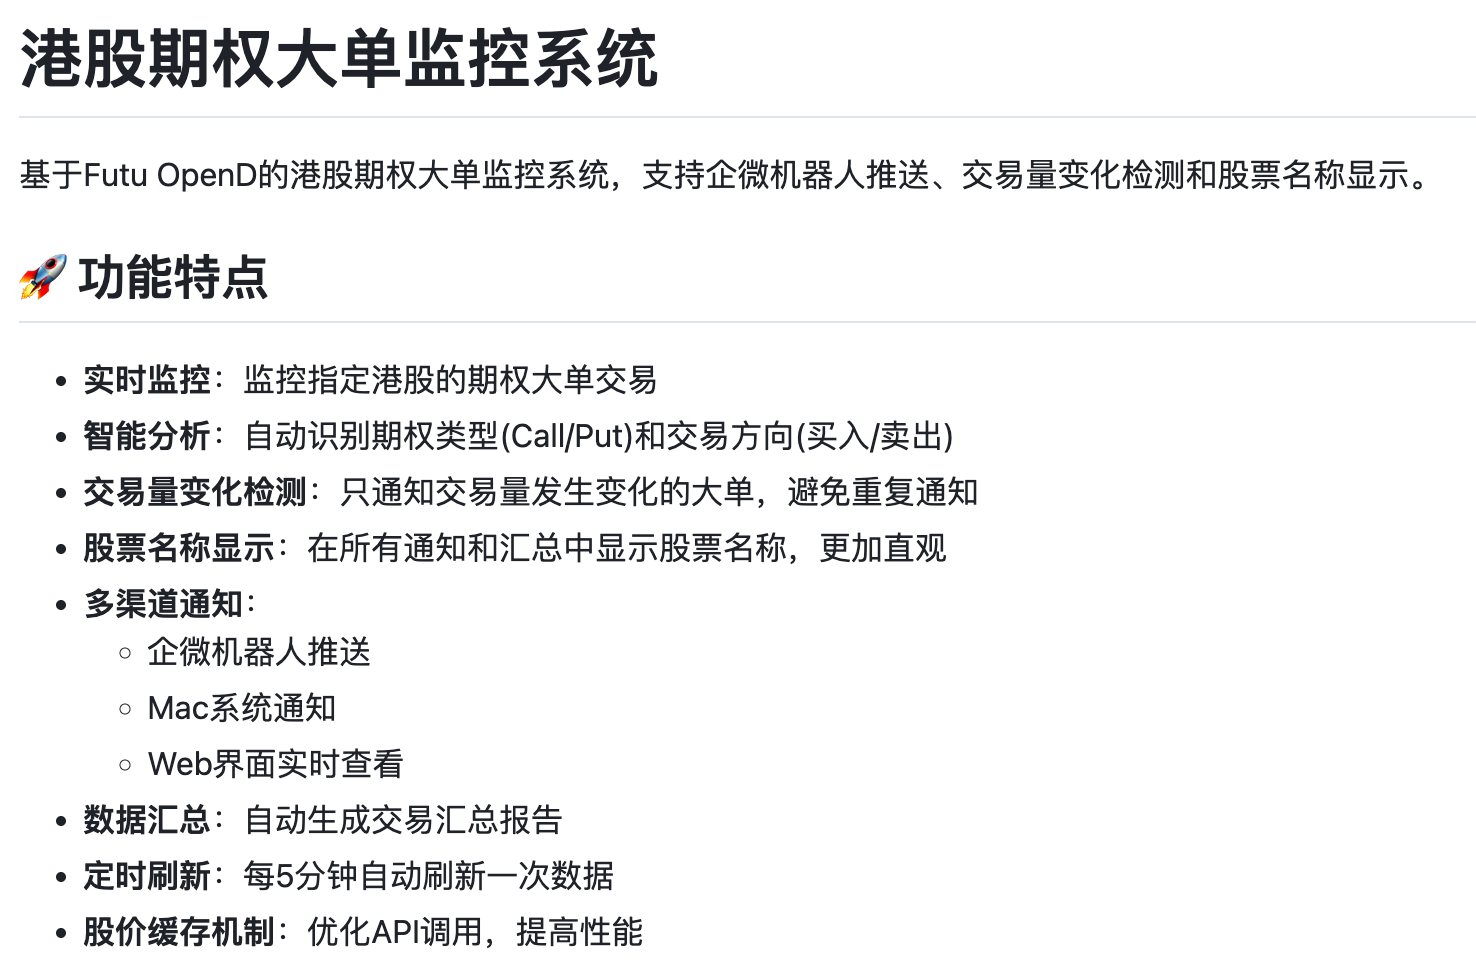 港股期权大单监控系统
基于Futu OpenD的港股期权大单监控系统，支持企微机器人推送、交易量变化检测和股票名称显示。
🚀 功能特点
• 实时监控：监控指定港股的期权大单交易
• 智能分析：自动识别期权类型(Call/Put)和交易方向(买入/卖出)
• 交易量变化检测：只通知交易量发生变化的大单，避免重复通知
• 股票名称显示：在所有通知和汇总中显示股票名称，更加直观
• 多渠道通知：
◦ 企微机器人推送
◦ Mac系统通知
◦ Web界面实时查看
• 数据汇总：自动生成交易汇总报告
• 定时刷新：每5分钟自动刷新一次数据
• 股价缓存机制：优化API调用，提高性能